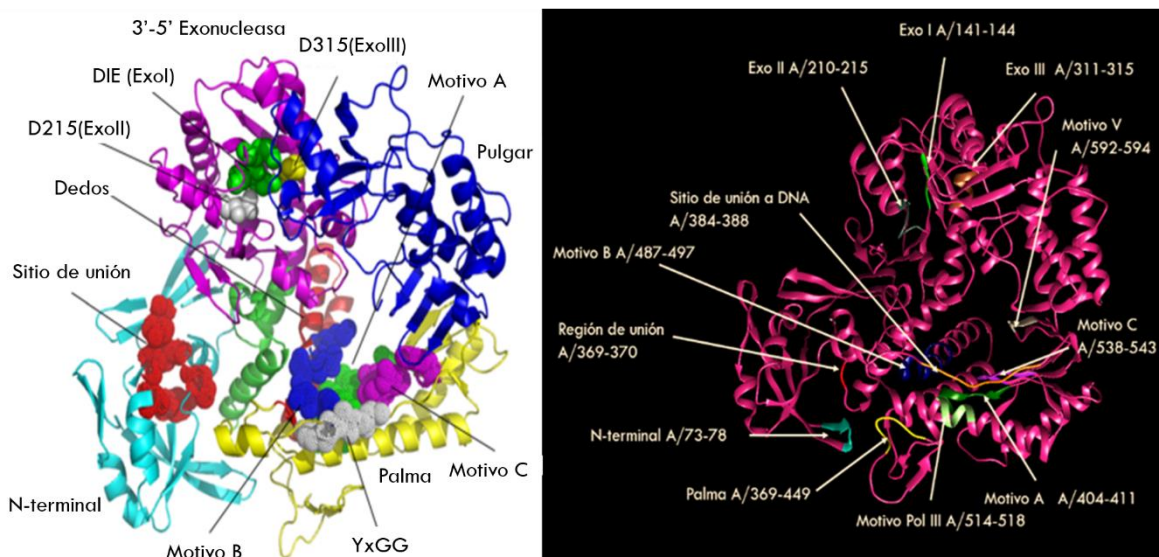 3'-5' Exonucleasa
D315(ExoIII)
DIE (ExoI)
Motivo A
D215(ExoII)
Pulgar
Dedos
Sitio de unión
N-terminal
Palma
Motivo C
Motivo B
YxGG
Exo I A/141-144
Exo II A/210-215
Exo III A/311-315
Motivo V
A/592-594
Sitio de unión a DNA
A/384-388
Motivo B A/487-497
Región de unión
A/369-370
Motivo C
A/538-543
N-terminal A/73-78
Palma A/369-449
Motivo A A/404-411
Motivo Pol III A/514-518